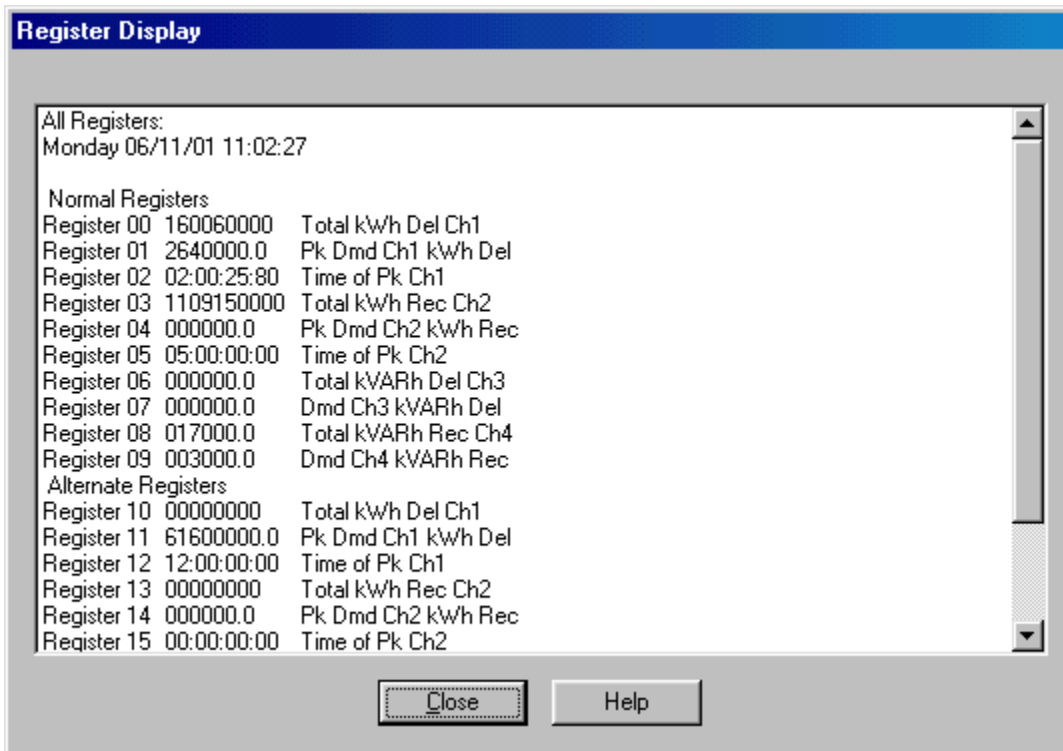 Register Display
All Registers:
Monday 06/11/01 11:02:27
Normal Registers
Register 00 160060000 Total kWh Del Ch1
Register 01 2640000.0 Pk Dmd Ch1 kWh Del
Register 02 02:00:25:80 Time of Pk Ch1
Register 03 1109150000 Total kWh Rec Ch2
Register 04 000000.0 Pk Dmd Ch2 kWh Rec
Register 05 05:00:00:00 Time of Pk Ch2
Register 06 000000.0 Total kVARh Del Ch3
Register 07 000000.0 Dmd Ch3 kVARh Del
Register 08 017000.0 Total kVARh Rec Ch4
Register 09 003000.0 Dmd Ch4 kVARh Rec
Alternate Registers
Register 10 00000000 Total kWh Del Ch1
Register 11 61600000.0 Pk Dmd Ch1 kWh Del
Register 12 12:00:00:00 Time of Pk Ch1
Register 13 00000000 Total kWh Rec Ch2
Register 14 000000.0 Pk Dmd Ch2 kWh Rec
Register 15 00:00:00:00 Time of Pk Ch2
Close Help